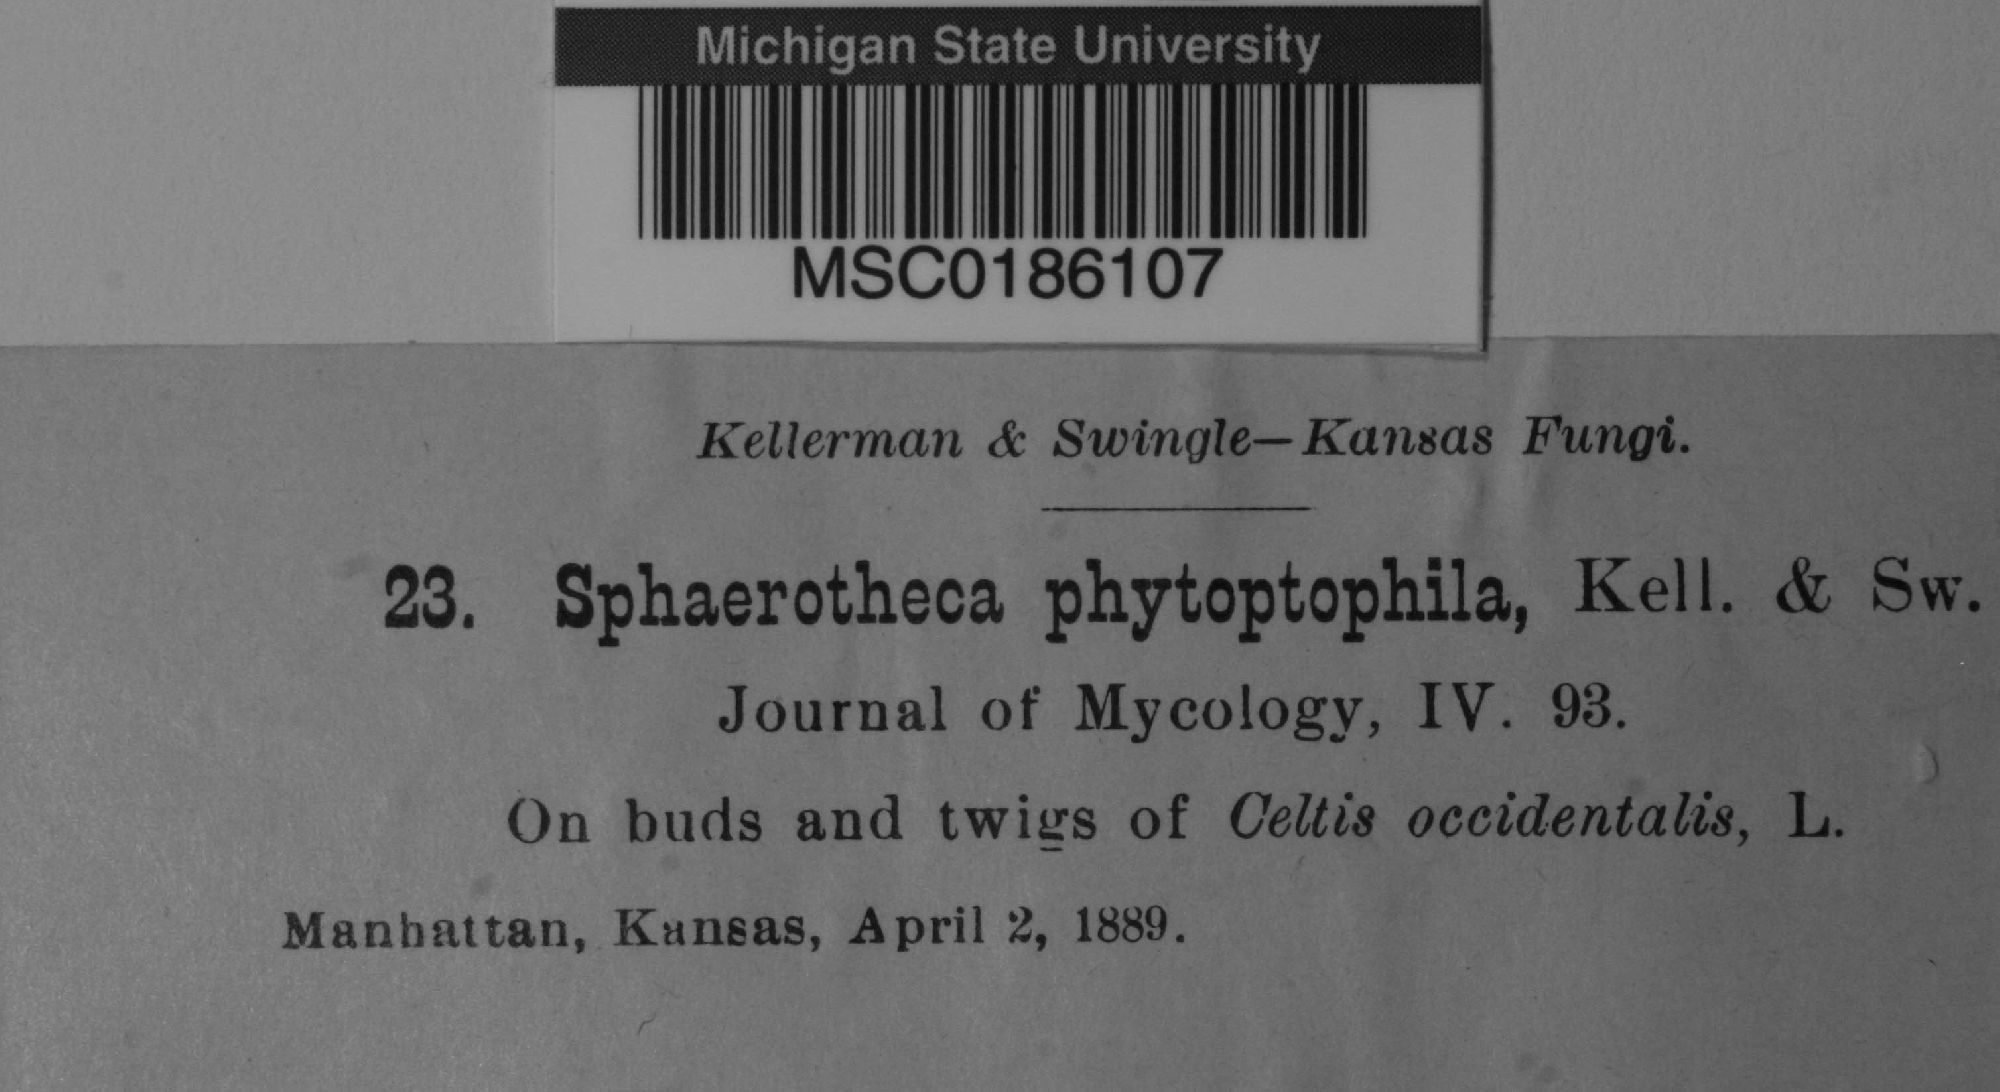 Michigan State University
MSC0186107
Kellerman & Swingle—Kansas Fungi.
23. Sphaerotheca phytoptophila, Kell. & Sw.
Journal of Mycology, IV. 93.
On buds and twigs of Celtis occidentalis, L.
Manhattan, Kansas, April 2, 1889.